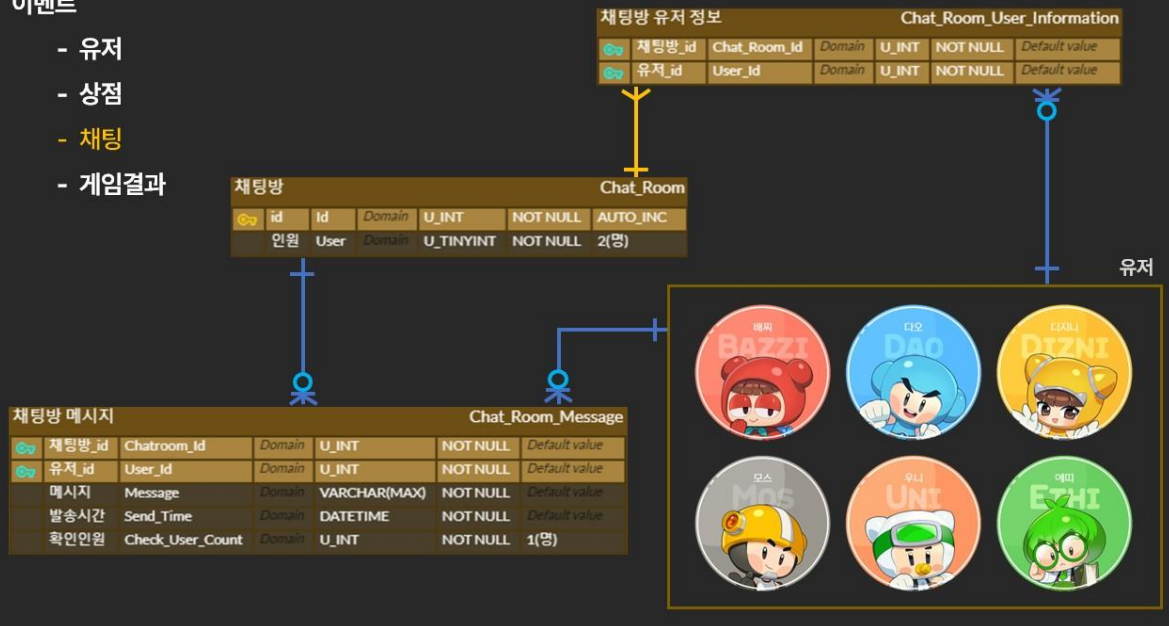 이벤트
- 유저
- 상점
- 채팅
- 게임결과
채팅방 유저 정보 Chat_Room_User_Information
채팅방_id Chat_Room_Id Domain U_INT NOT NULL Default value
유저_id User_Id Domain U_INT NOT NULL Default value
채팅방 Chat_Room
id Id Domain U_INT NOT NULL AUTO_INC
인원 User Domain U_TINYINT NOT NULL 2(명)
유저
배찌
BAZZI
다오
DAO
디지니
DIZNI
모스
MOS
우니
UNI
에띠
ETHI
채팅방 메시지 Chat_Room_Message
채팅방_id Chatroom_Id Domain U_INT NOT NULL Default value
유저_id User_Id Domain U_INT NOT NULL Default value
메시지 Message Domain VARCHAR(MAX) NOT NULL Default value
발송시간 Send_Time Domain DATETIME NOT NULL Default value
확인인원 Check_User_Count Domain U_INT NOT NULL 1(명)